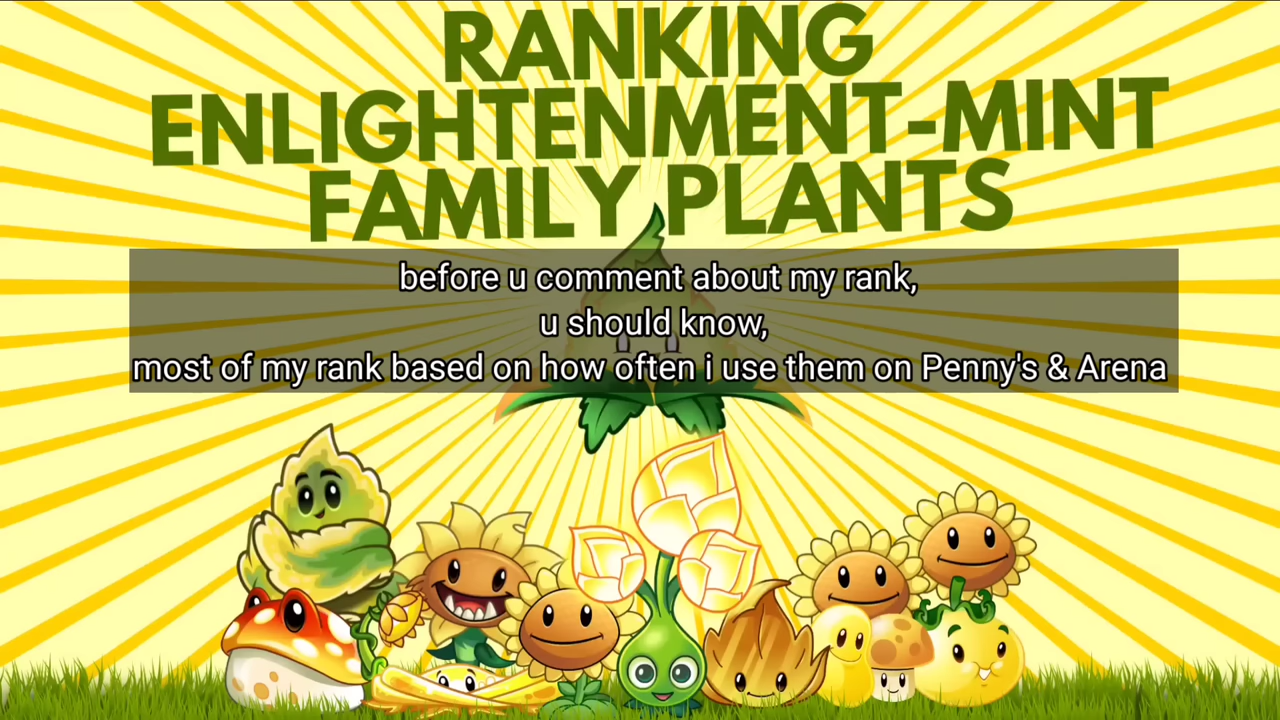 RANKING
ENLIGHTENMENT-MINT
FAMILY PLANTS
before u comment about my rank,
u should know,
most of my rank based on how often i use them on Penny's & Arena